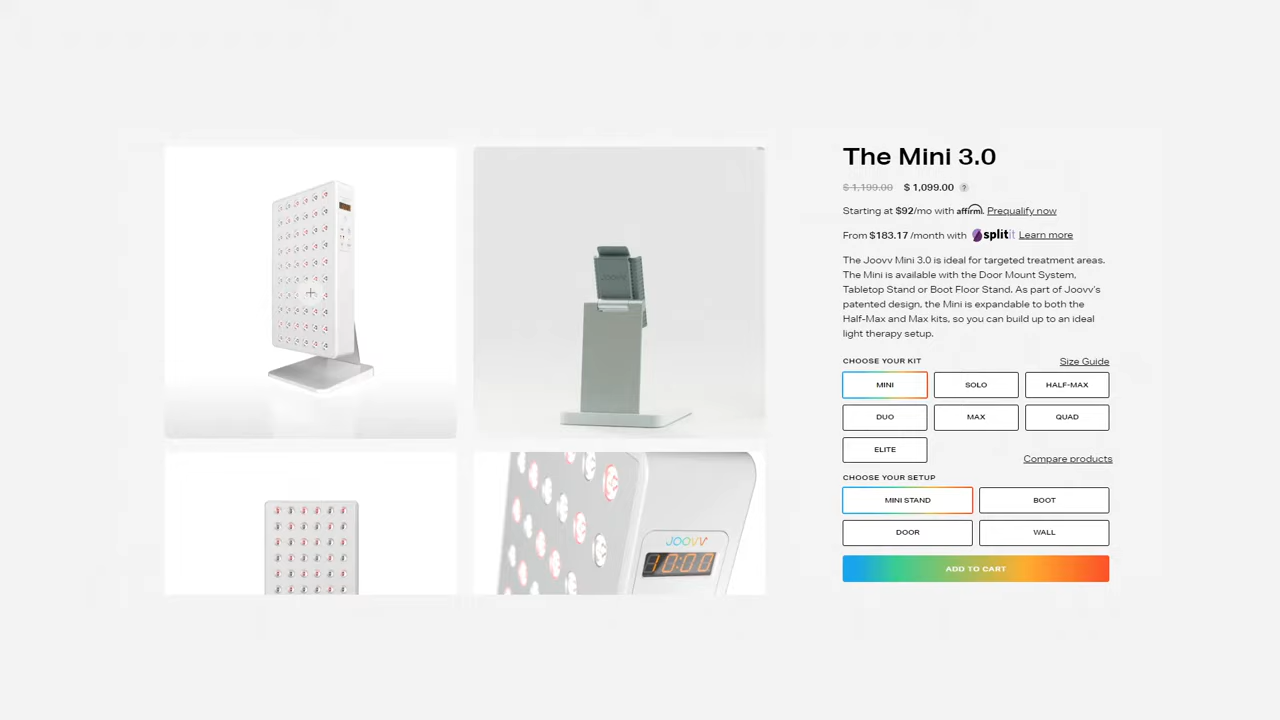 The Mini 3.0
$ 1,199.00 $ 1,099.00 ?
Starting at $92/mo with affirm. Prequalify now
From $183.17 /month with splitit Learn more
The Joovv Mini 3.0 is ideal for targeted treatment areas.
The Mini is available with the Door Mount System,
Tabletop Stand or Boot Floor Stand. As part of Joovv's
patented design, the Mini is expandable to both the
Half-Max and Max kits, so you can build up to an ideal
light therapy setup.
CHOOSE YOUR KIT Size Guide
MINI SOLO HALF-MAX
DUO MAX QUAD
ELITE
Compare products
CHOOSE YOUR SETUP
MINI STAND BOOT
DOOR WALL
ADD TO CART
JOOVV
JOOVV
10:00